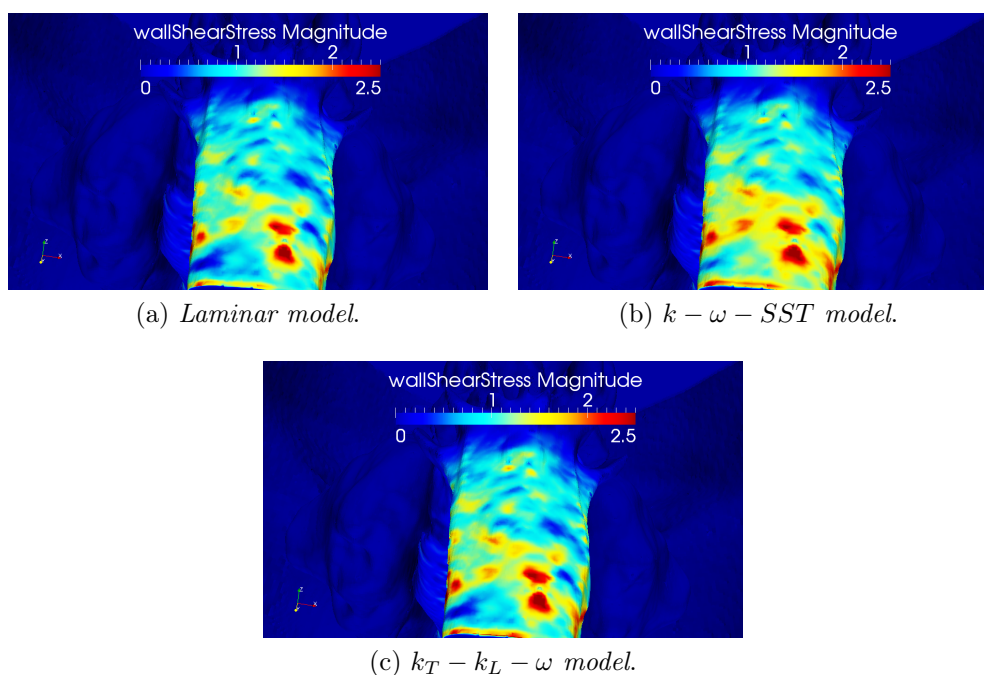 wallShearStress Magnitude
1 2
0 2.5
wallShearStress Magnitude
1 2
0 2.5
(a) Laminar model.
(b) k − ω − SST model.
wallShearStress Magnitude
1 2
0 2.5
(c) k_T − k_L − ω model.